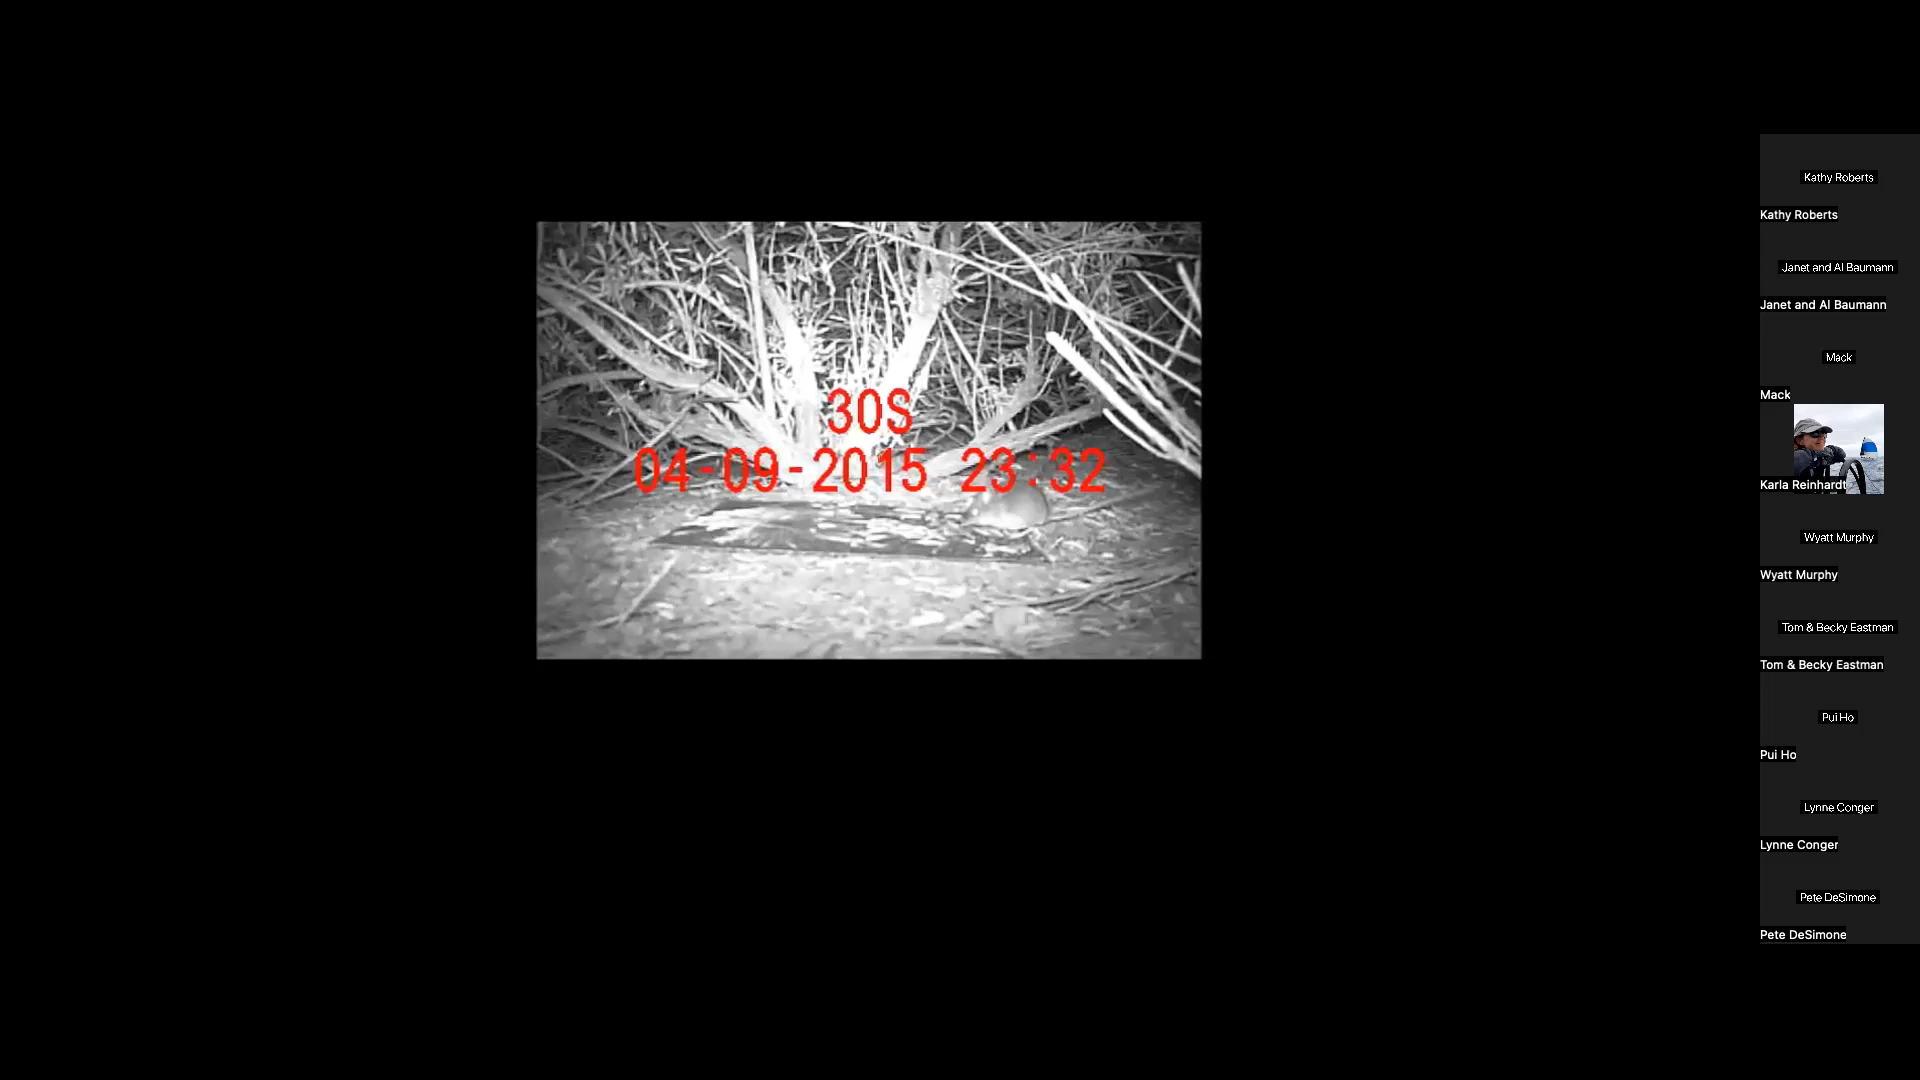 30S
04-09-2015 23:32
Kathy Roberts
Kathy Roberts
Janet and Al Baumann
Janet and Al Baumann
Mack
Mack
Karla Reinhardt
Wyatt Murphy
Wyatt Murphy
Tom & Becky Eastman
Tom & Becky Eastman
Pui Ho
Pui Ho
Lynne Conger
Lynne Conger
Pete DeSimone
Pete DeSimone